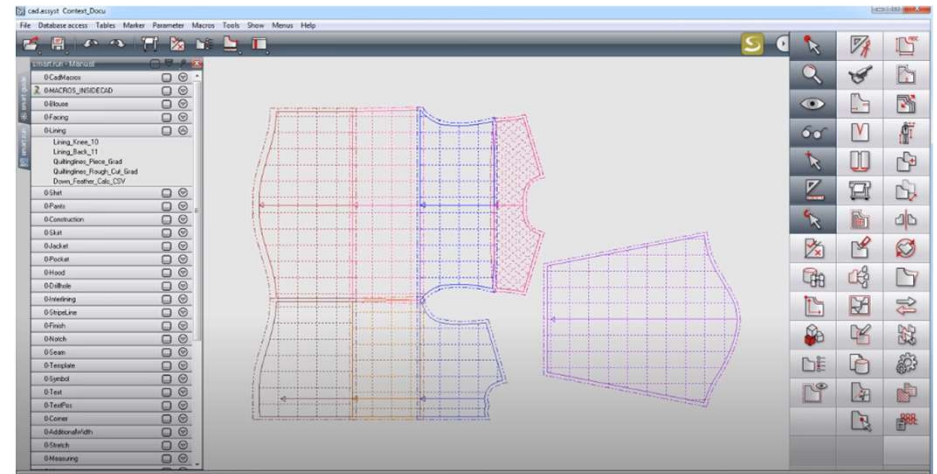 cad.assyst Context_Docu
File Database access Tables Marker Parameter Macros Tools Show Menus Help
smart.run - Manual
0-CadMacros
0-MACROS_INSIDECAD
0-Blouse
0-Facing
0-Lining
Lining_Knee_10
Lining_Back_11
Quiltinglines_Piece_Grad
Quiltinglines_Rough_Cut_Grad
Down_Feather_Calc_CSV
0-Shirt
0-Pants
0-Construction
0-Skirt
0-Jacket
0-Pocket
0-Hood
0-Drillhole
0-Interlining
0-StripeLine
0-Finish
0-Notch
0-Seam
0-Template
0-Symbol
0-Text
0-TextPos
0-Corner
0-AdditionalWidth
0-Stretch
0-Measuring